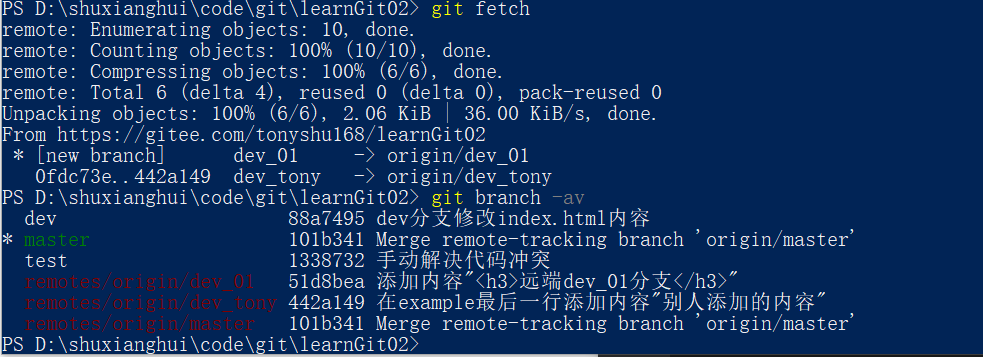 PS D:\shuxianghui\code\git\learnGit02> git fetch
remote: Enumerating objects: 10, done.
remote: Counting objects: 100% (10/10), done.
remote: Compressing objects: 100% (6/6), done.
remote: Total 6 (delta 4), reused 0 (delta 0), pack-reused 0
Unpacking objects: 100% (6/6), 2.06 KiB | 36.00 KiB/s, done.
From https://gitee.com/tonyshu168/learnGit02
 * [new branch]      dev_01     -> origin/dev_01
   0fdc73e..442a149  dev_tony   -> origin/dev_tony
PS D:\shuxianghui\code\git\learnGit02> git branch -av
  dev                     88a7495 dev分支修改index.html内容
* master                  101b341 Merge remote-tracking branch 'origin/master'
  test                    1338732 手动解决代码冲突
  remotes/origin/dev_01   51d8bea 添加内容"<h3>远端dev_01分支</h3>"
  remotes/origin/dev_tony 442a149 在example最后一行添加内容"别人添加的内容"
  remotes/origin/master   101b341 Merge remote-tracking branch 'origin/master'
PS D:\shuxianghui\code\git\learnGit02>